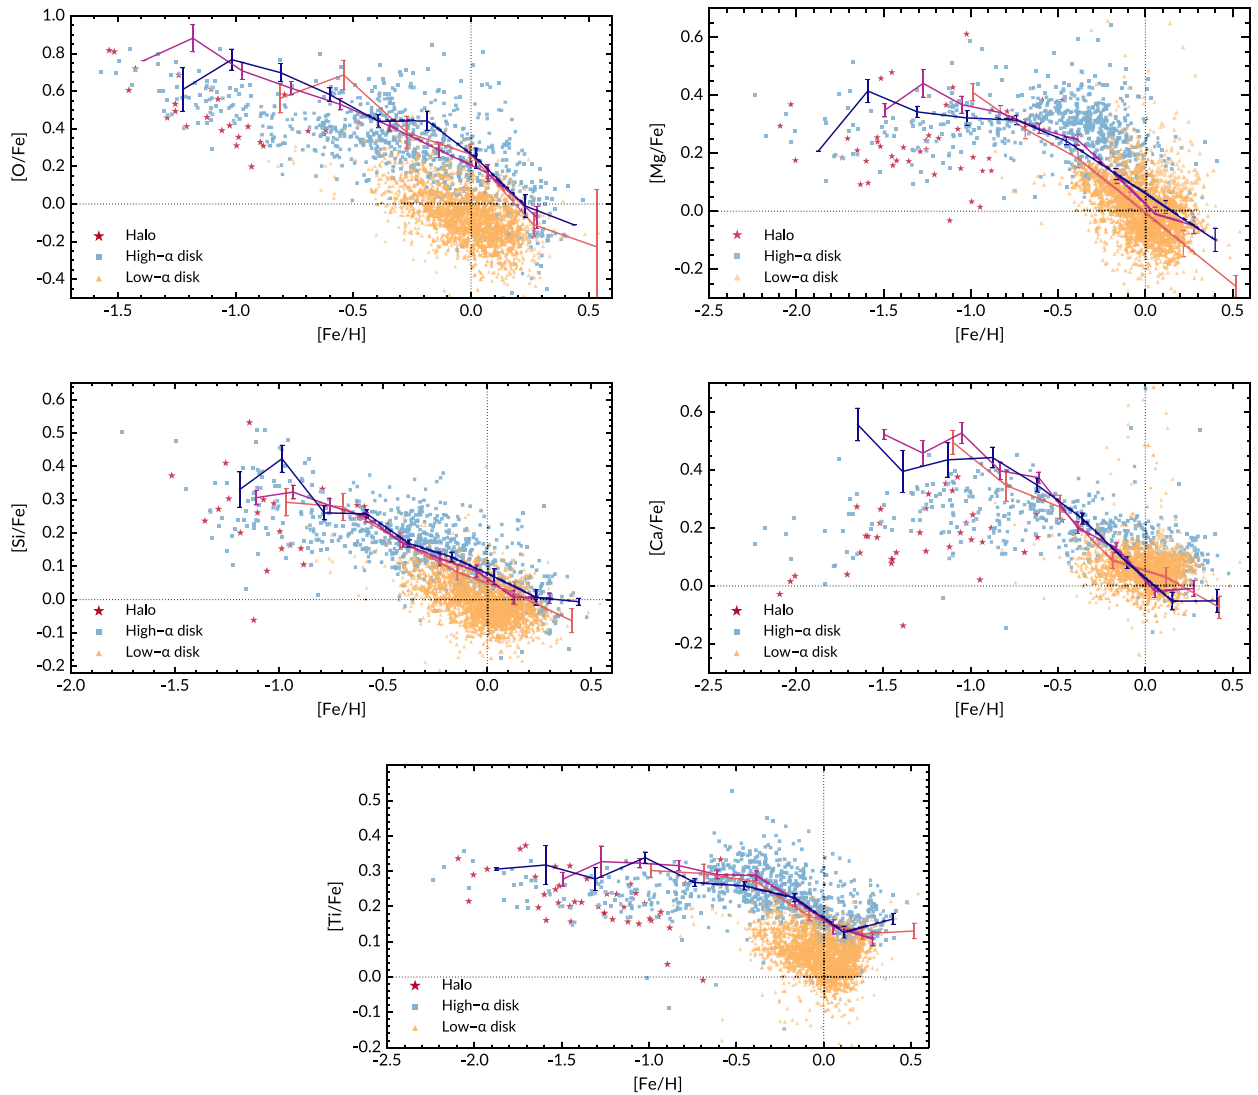 1.0
0.8
0.6
0.4
0.2
0.0
-0.2
-0.4
[O/Fe]
Halo
High-α disk
Low-α disk
-1.5 -1.0 -0.5 0.0 0.5
[Fe/H]
0.6
0.4
0.2
0.0
-0.2
[Mg/Fe]
Halo
High-α disk
Low-α disk
-2.5 -2.0 -1.5 -1.0 -0.5 0.0 0.5
[Fe/H]
0.6
0.5
0.4
0.3
0.2
0.1
0.0
-0.1
-0.2
[Si/Fe]
Halo
High-α disk
Low-α disk
-2.0 -1.5 -1.0 -0.5 0.0 0.5
[Fe/H]
0.6
0.4
0.2
0.0
-0.2
[Ca/Fe]
Halo
High-α disk
Low-α disk
-2.5 -2.0 -1.5 -1.0 -0.5 0.0 0.5
[Fe/H]
0.5
0.4
0.3
0.2
0.1
0.0
-0.1
-0.2
[Ti/Fe]
Halo
High-α disk
Low-α disk
-2.5 -2.0 -1.5 -1.0 -0.5 0.0 0.5
[Fe/H]